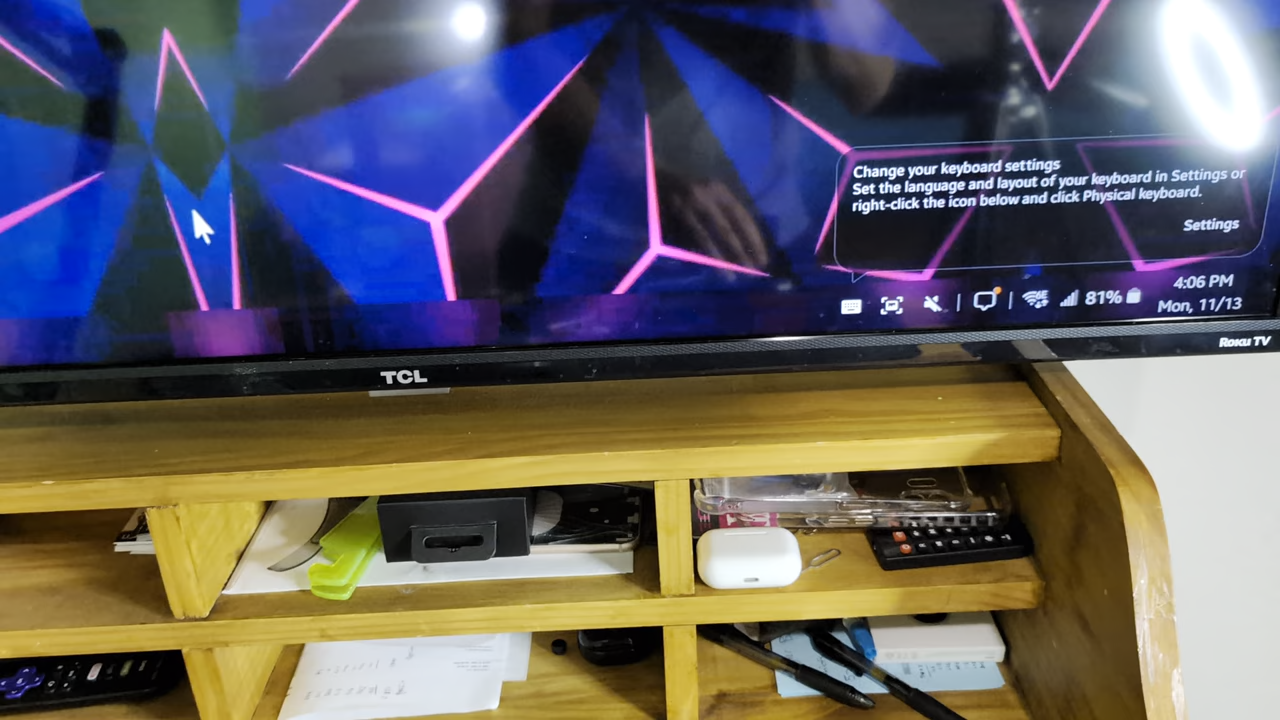 Change your keyboard settings
Set the language and layout of your keyboard in Settings or
right-click the icon below and click Physical keyboard.
Settings
81%
4:06 PM
Mon, 11/13
Roku TV
TCL